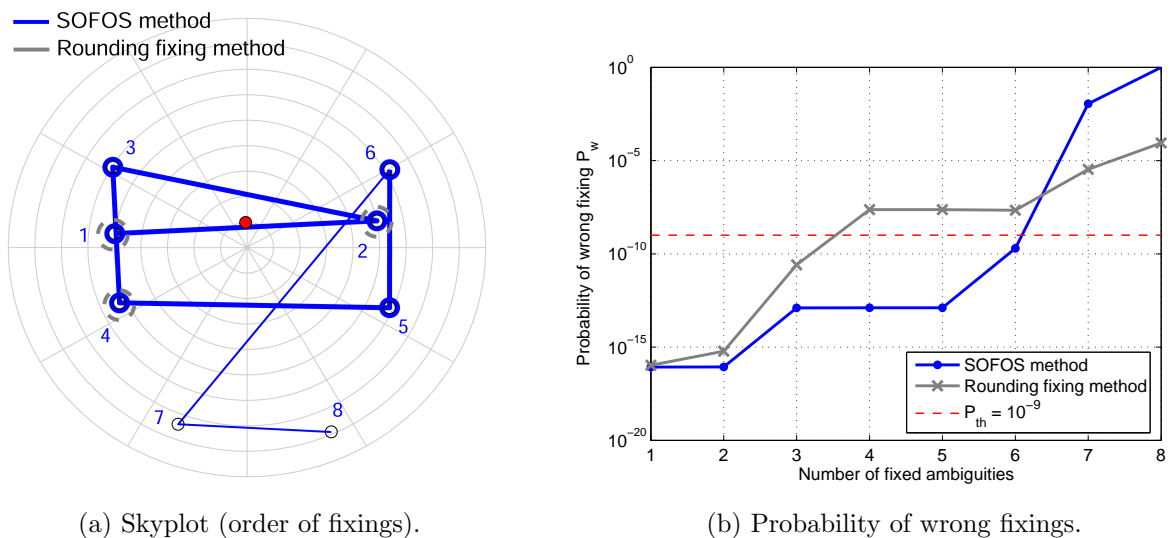 SOFOS method
Rounding fixing method
3
6
1
2
4
5
7
8
Probability of wrong fixing P_w
10^0
10^−5
10^−10
10^−15
10^−20
SOFOS method
Rounding fixing method
P_th = 10^−9
1 2 3 4 5 6 7 8
Number of fixed ambiguities
(a) Skyplot (order of fixings).
(b) Probability of wrong fixings.